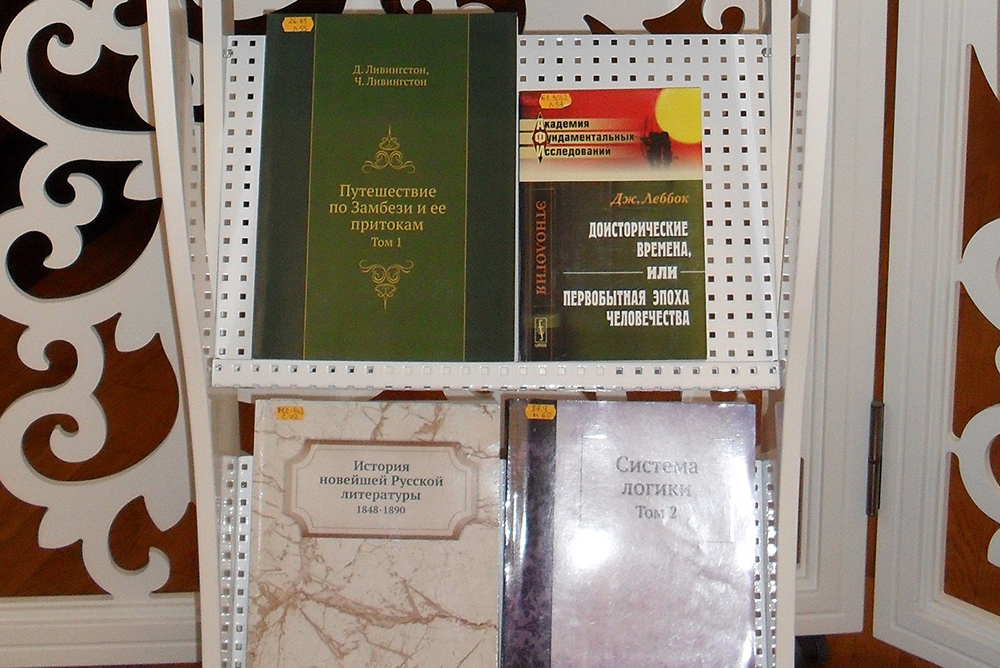 Д. Ливингстон,
Ч. Ливингстон
Путешествие
по Замбези и ее
притокам
Том 1
Академия
Фундаментальных
Исследований
ЭТНОЛОГИЯ
Дж. Леббок
ДОИСТОРИЧЕСКИЕ
ВРЕМЕНА,
ИЛИ
ПЕРВОБЫТНАЯ ЭПОХА
ЧЕЛОВЕЧЕСТВА
История
новейшей Русской
литературы
1848-1890
Система
логики
Том 2